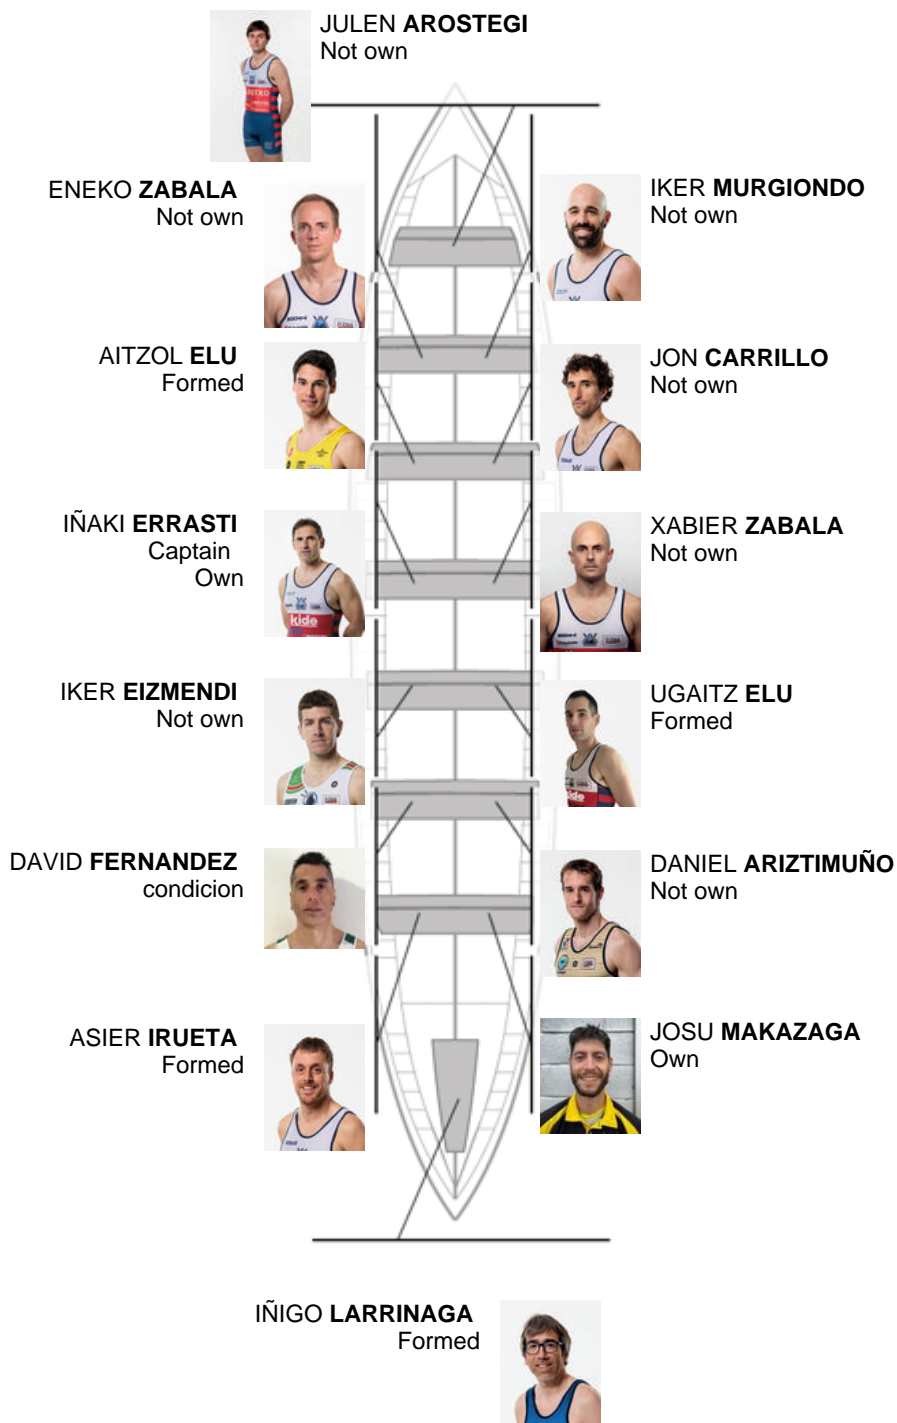 JULEN AROSTEGI
Not own
ENEKO ZABALA
Not own
IKER MURGIONDO
Not own
AITZOL ELU
Formed
JON CARRILLO
Not own
IÑAKI ERRASTI
Captain
Own
XABIER ZABALA
Not own
kide
IKER EIZMENDI
Not own
UGAITZ ELU
Formed
kide
DAVID FERNANDEZ
condicion
DANIEL ARIZTIMUÑO
Not own
ASIER IRUETA
Formed
JOSU MAKAZAGA
Own
IÑIGO LARRINAGA
Formed